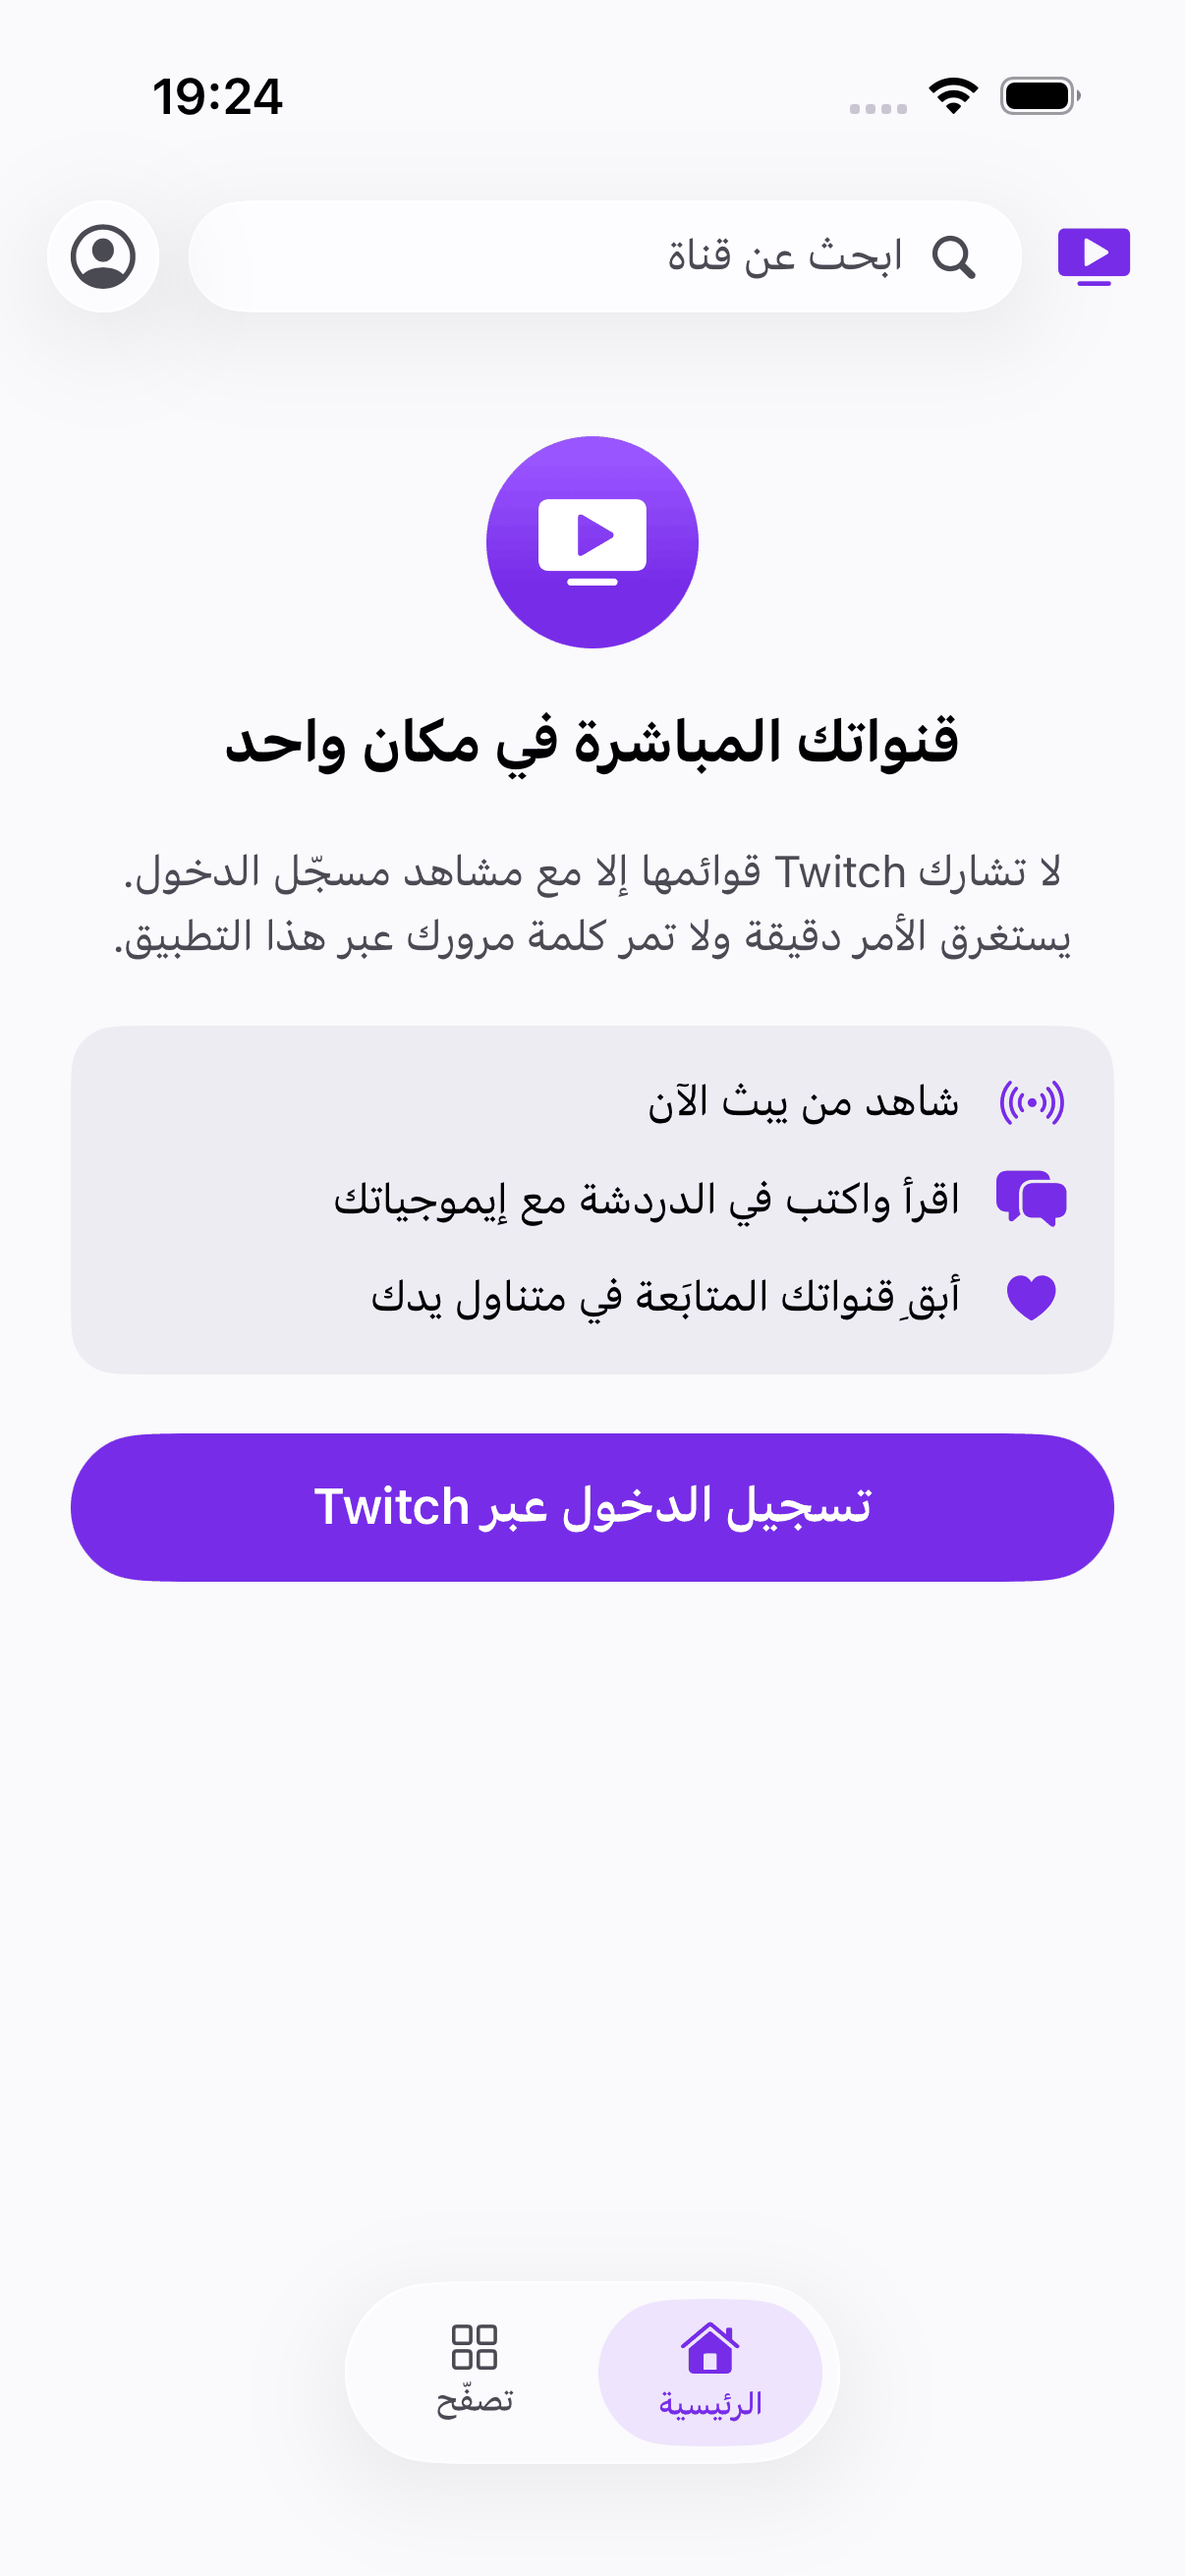 19:24
ابحث عن قناة
قنواتك المباشرة في مكان واحد
لا تشارك Twitch قوائمها إلا مع مشاهد مسجّل الدخول.
يستغرق الأمر دقيقة ولا تمر كلمة مرورك عبر هذا التطبيق.
شاهد من يبث الآن
اقرأ واكتب في الدردشة مع إيموجياتك
أبقِ قنواتك المتابَعة في متناول يدك
تسجيل الدخول عبر Twitch
الرئيسية
تصفّح